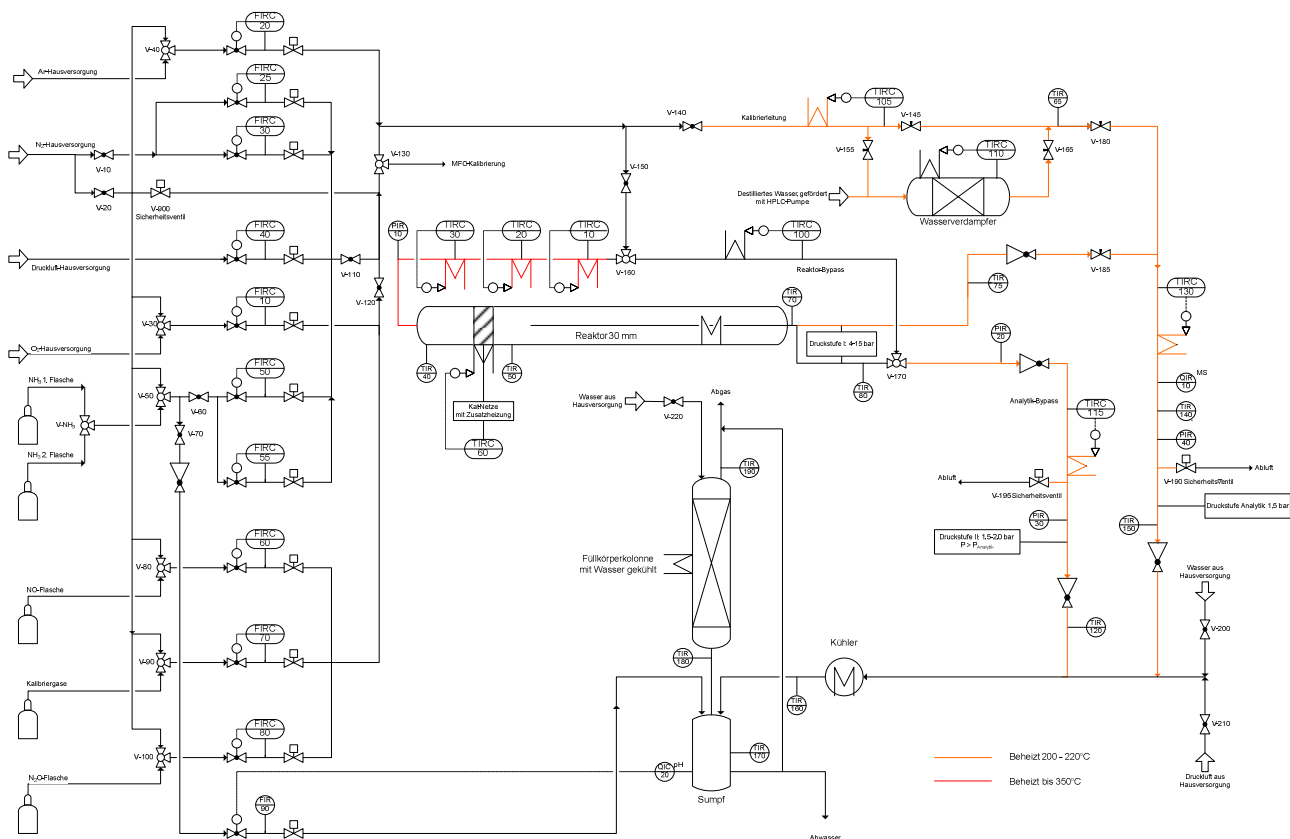 FIRC
20
V-40
Ar-Hausversorgung
FIRC
25
FIRC
30
N2-Hausversorgung
V-10
V-20
V-900
Sicherheitsventil
V-130
MFC-Kalibrierung
V-140
Kalibrierleitung
TIRC
105
V-145
TIR
65
V-180
V-155
TIRC
110
V-165
V-150
Destilliertes Wasser, gefördert
mit HPLC-Pumpe
Wasserverdampfer
FIRC
40
Druckluft-Hausversorgung
V-110
PIR
10
TIRC
30
TIRC
20
TIRC
10
V-160
TIRC
100
Reaktor-Bypass
V-185
TIR
75
TIRC
130
V-120
FIRC
10
V-30
O2-Hausversorgung
Reaktor 30 mm
TIR
70
Druckstufe I: 4-15 bar
PIR
20
TIR
40
TIR
50
TIR
80
V-170
MS
QIR
10
NH3 1, Flasche
V-50
V-60
FIRC
50
V-NH3
V-70
Kat-Netze
mit Zusatzheizung
TIRC
60
Wasser aus
Hausversorgung
V-220
Abgas
Analytik-Bypass
TIRC
115
TIR
140
PIR
40
NH3 2, Flasche
FIRC
55
TIR
190
Abluft
V-195 Sicherheitsventil
Abluft
V-190 Sicherheitsventil
PIR
30
TIR
150
Druckstufe Analytik: 1,5 bar
Druckstufe II: 1,5-2,0 bar
P > PAnalytik
FIRC
60
V-80
NO-Flasche
Füllkörperkolonne
mit Wasser gekühlt
Wasser aus
Hausversorgung
V-200
TIR
120
FIRC
70
V-90
Kalibriergase
TIR
180
Kühler
TIR
160
V-210
FIRC
80
V-100
N2O-Flasche
QIC
20
pH
TIR
170
Sumpf
Beheizt 200 - 220°C
Beheizt bis 350°C
Druckluft aus
Hausversorgung
FIR
90
Abwasser